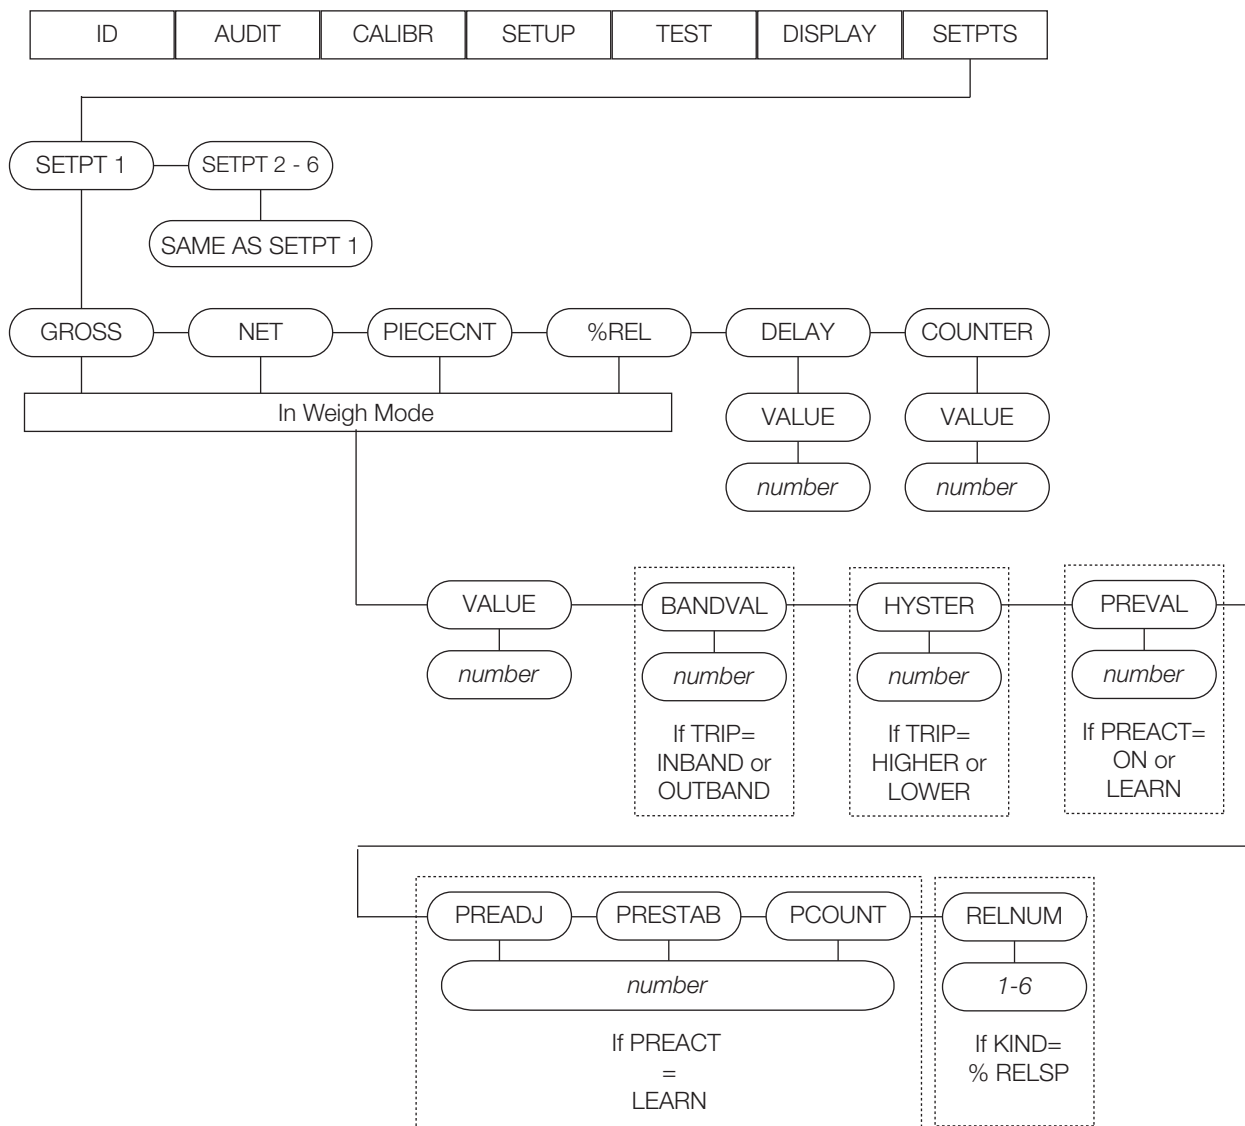 ID AUDIT CALIBR SETUP TEST DISPLAY SETPTS
SETPT 1 SETPT 2 - 6
SAME AS SETPT 1
GROSS NET PIECECNT %REL DELAY COUNTER
In Weigh Mode
VALUE VALUE
number number
VALUE BANDVAL HYSTER PREVAL
number number number number
If TRIP=
INBAND or
OUTBAND
If TRIP=
HIGHER or
LOWER
If PREACT=
ON or
LEARN
PREADJ PRESTAB PCOUNT RELNUM
number 1-6
If PREACT
=
LEARN
If KIND=
% RELSP